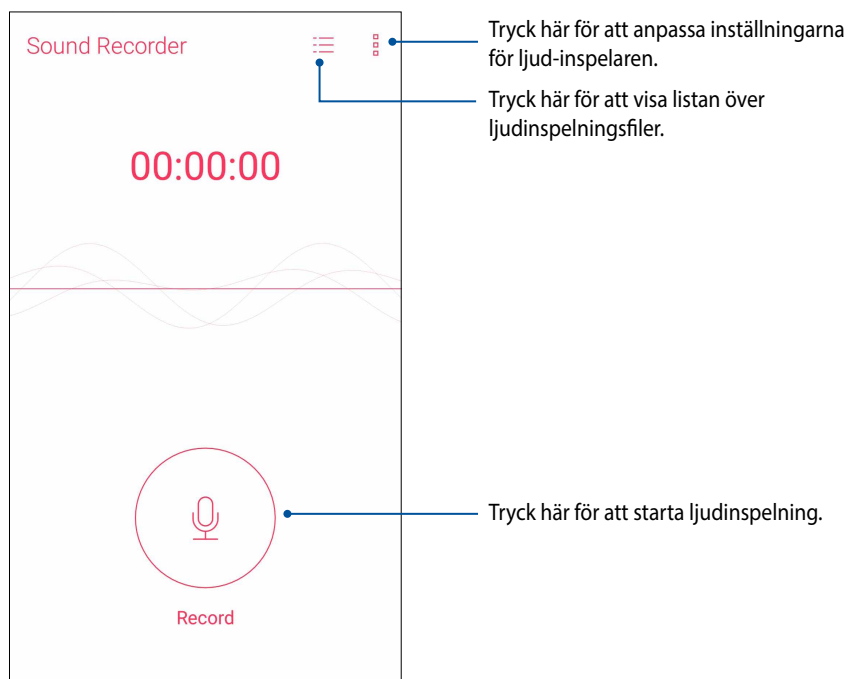 Sound Recorder
Tryck här för att anpassa inställningarna
för ljud-inspelaren.
Tryck här för att visa listan över
ljudinspelningsfiler.
00:00:00
Tryck här för att starta ljudinspelning.
Record